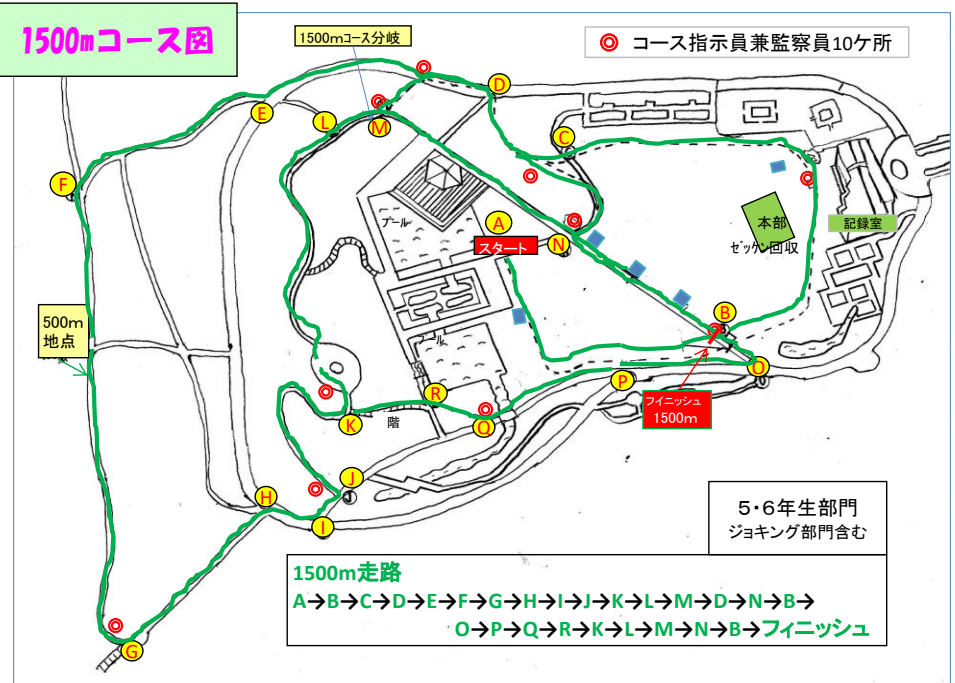 1500mコース図
1500mコース分岐
コース指示員兼監察員10ケ所
D
E
L
M
C
F
プール
A
スタート
N
本部
ゼッケン回収
記録室
500m
地点
B
O
P
プール
R
フィニッシュ
1500m
K
階
Q
J
H
I
5・6年生部門
ジョキング部門含む
1500m走路
A→B→C→D→E→F→G→H→I→J→K→L→M→D→N→B→
O→P→Q→R→K→L→M→N→B→フィニッシュ
G